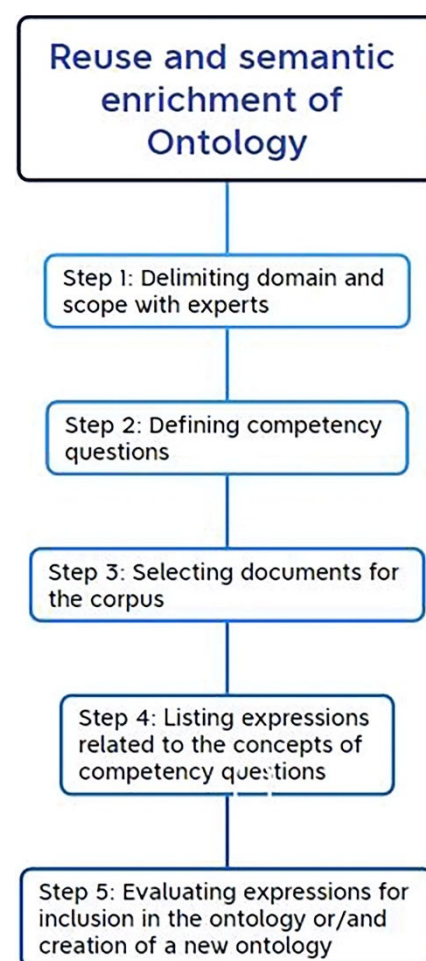 Reuse and semantic
enrichment of
Ontology
Step 1: Delimiting domain and
scope with experts
Step 2: Defining competency
questions
Step 3: Selecting documents for
the corpus
Step 4: Listing expressions
related to the concepts of
competency questions
Step 5: Evaluating expressions for
inclusion in the ontology or/and
creation of a new ontology